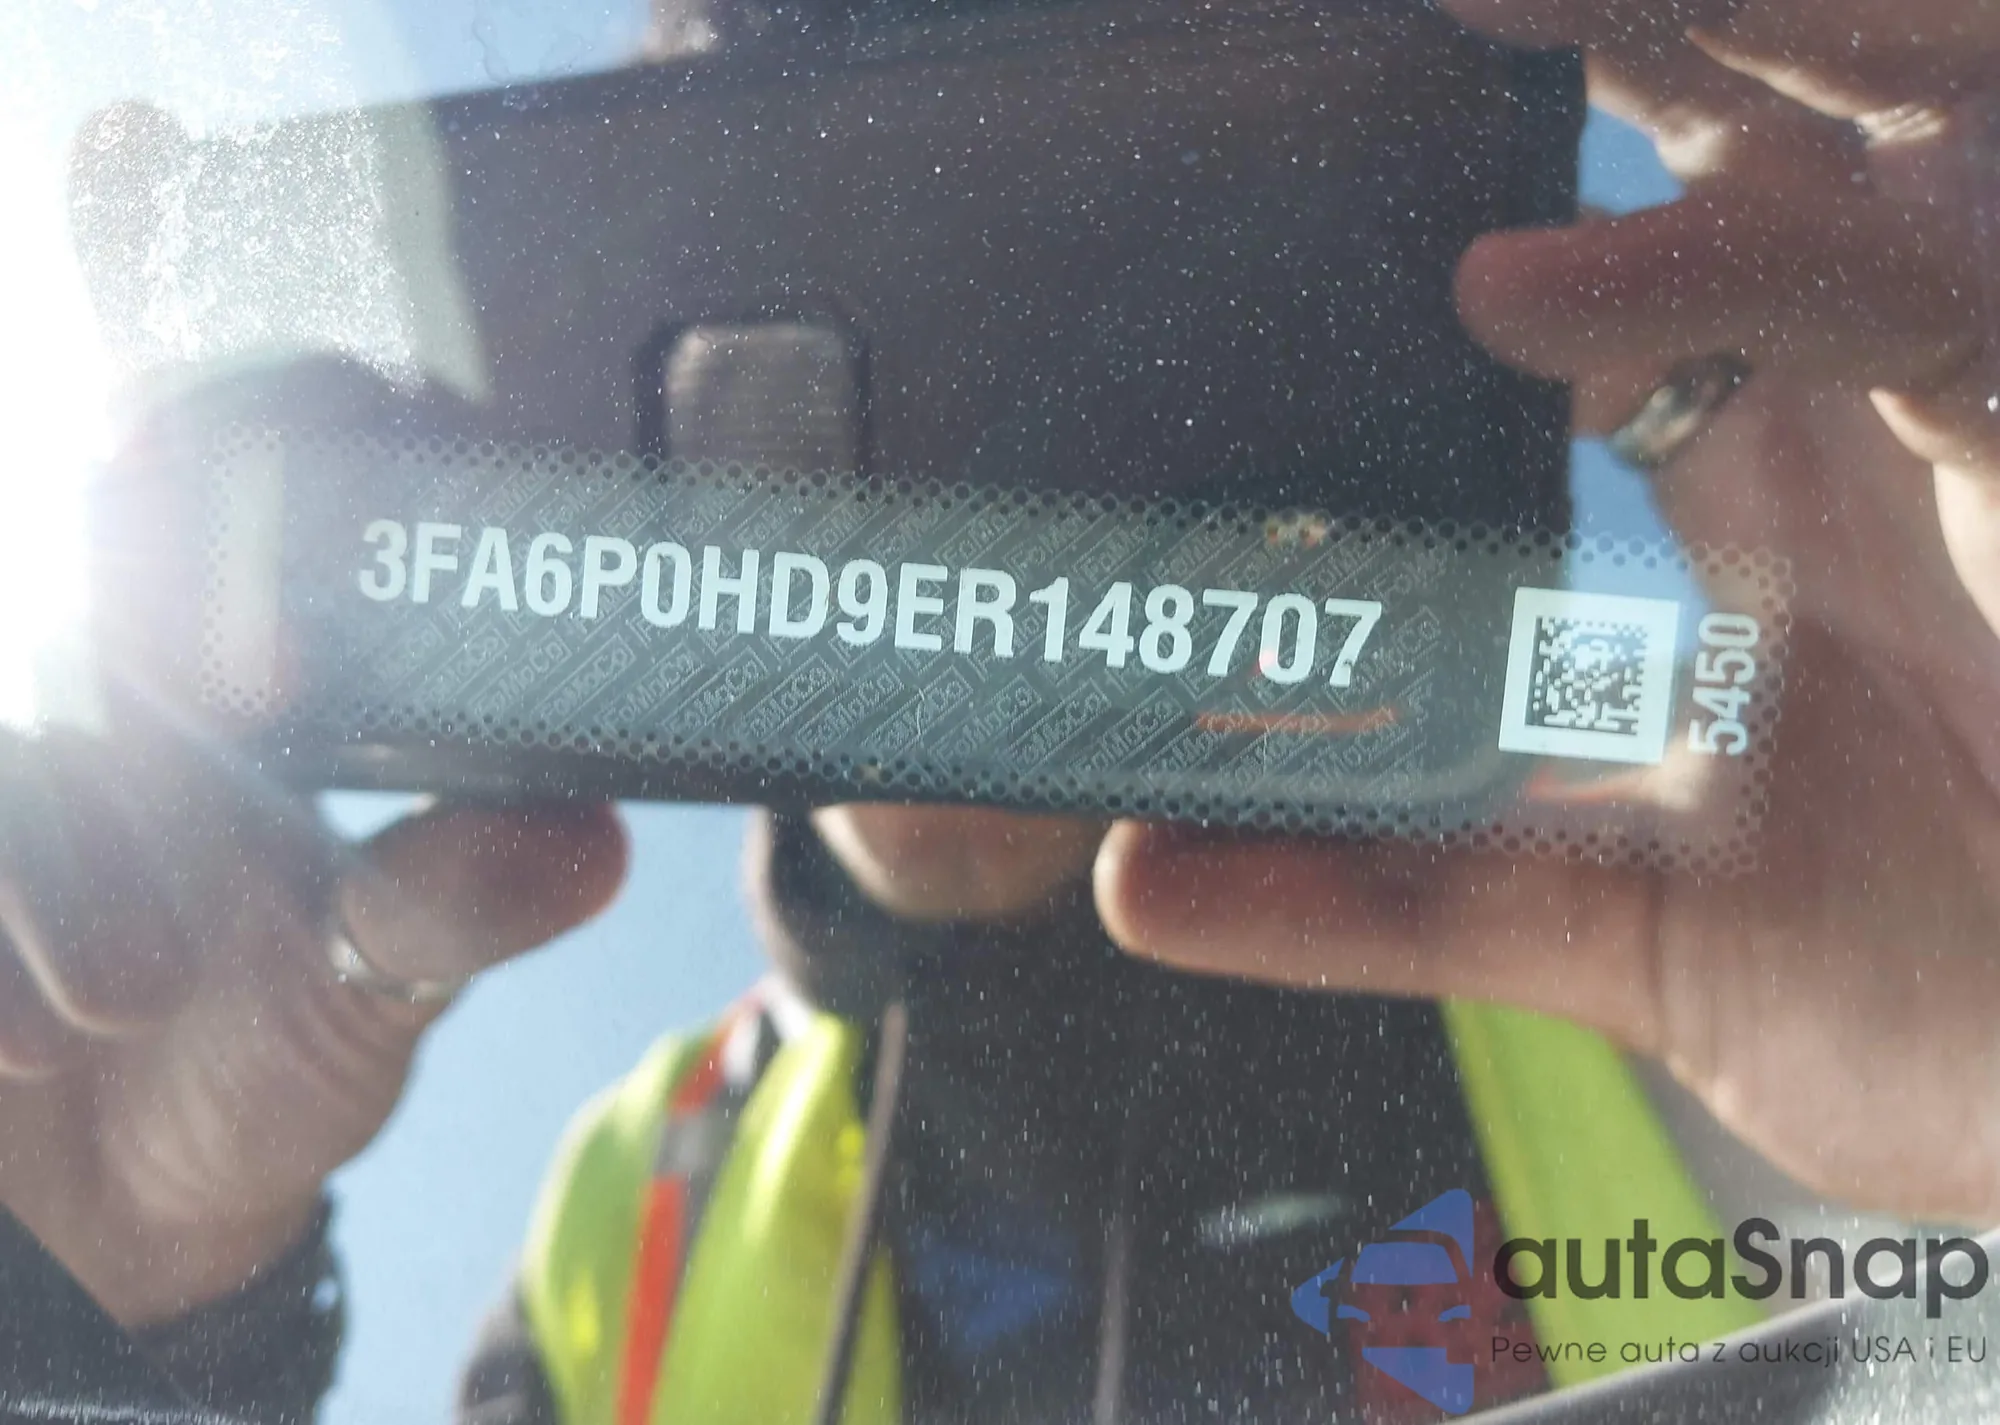 3FA6P0HD9ER148707
5450
autaSnap
Pewne auta z aukcji USA i EU